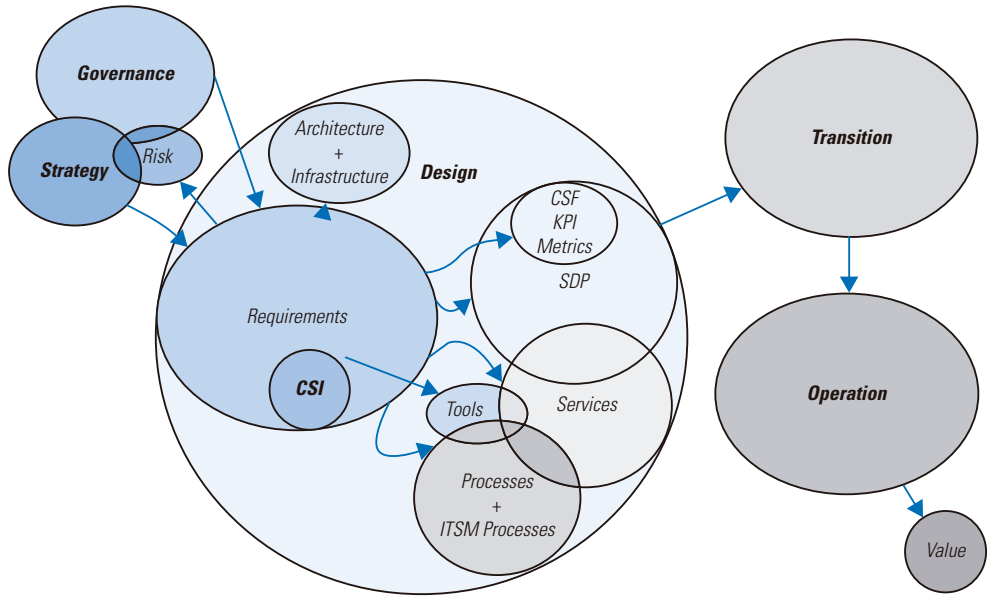 Governance
Strategy
Risk
Architecture
+
Infrastructure
Design
CSF
KPI
Metrics
SDP
Requirements
CSI
Tools
Services
Processes
+
ITSM Processes
Transition
Operation
Value